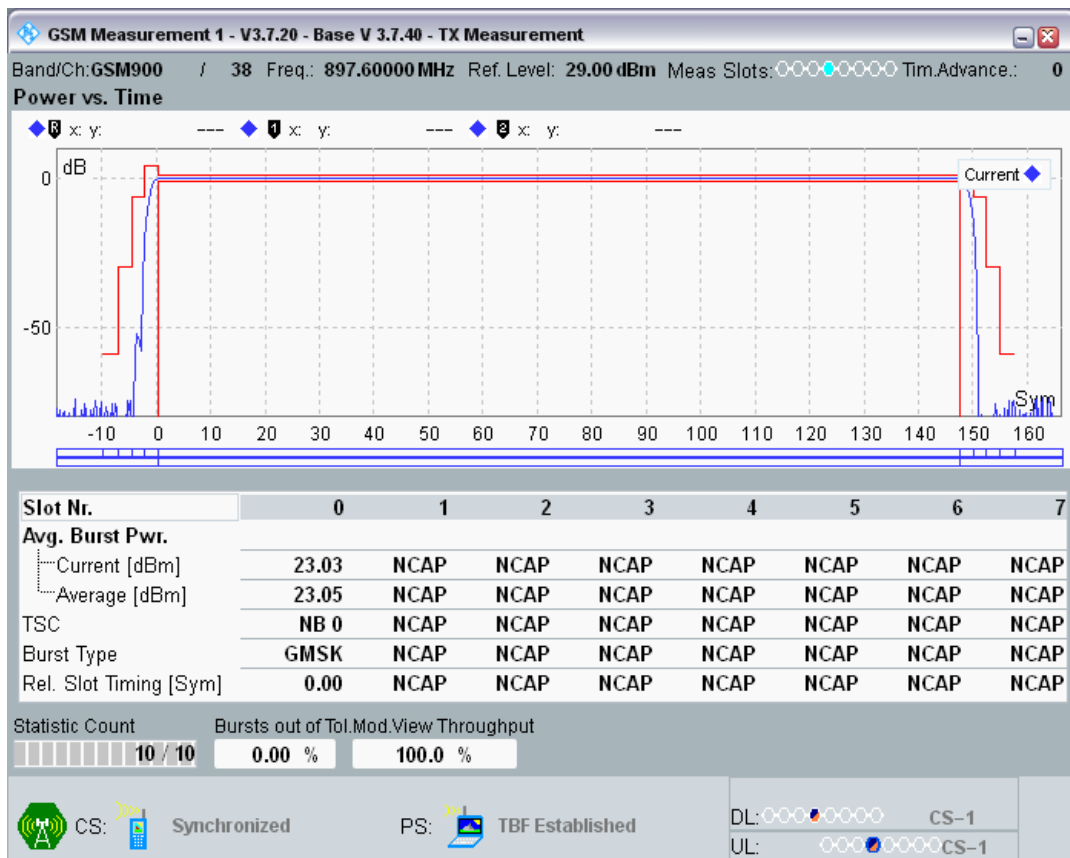 GSM Measurement 1 - V3.7.20 - Base V 3.7.40 - TX Measurement
Band/Ch:GSM900 / 38 Freq.: 897.60000 MHz Ref. Level: 29.00 dBm Meas Slots: Tim.Advance.: 0
Power vs. Time
R x: y: --- 1 x: y: --- 2 x: y: ---
dB
Current
0
-50
Sym
-10 0 10 20 30 40 50 60 70 80 90 100 110 120 130 140 150 160
Slot Nr. 0 1 2 3 4 5 6 7
Avg. Burst Pwr.
Current [dBm] 23.03 NCAP NCAP NCAP NCAP NCAP NCAP NCAP
Average [dBm] 23.05 NCAP NCAP NCAP NCAP NCAP NCAP NCAP
TSC NB 0 NCAP NCAP NCAP NCAP NCAP NCAP NCAP
Burst Type GMSK NCAP NCAP NCAP NCAP NCAP NCAP NCAP
Rel. Slot Timing [Sym] 0.00 NCAP NCAP NCAP NCAP NCAP NCAP NCAP
Statistic Count Bursts out of Tol.Mod.View Throughput
10 / 10 0.00 % 100.0 %
CS: Synchronized PS: TBF Established
DL: CS-1
UL: CS-1